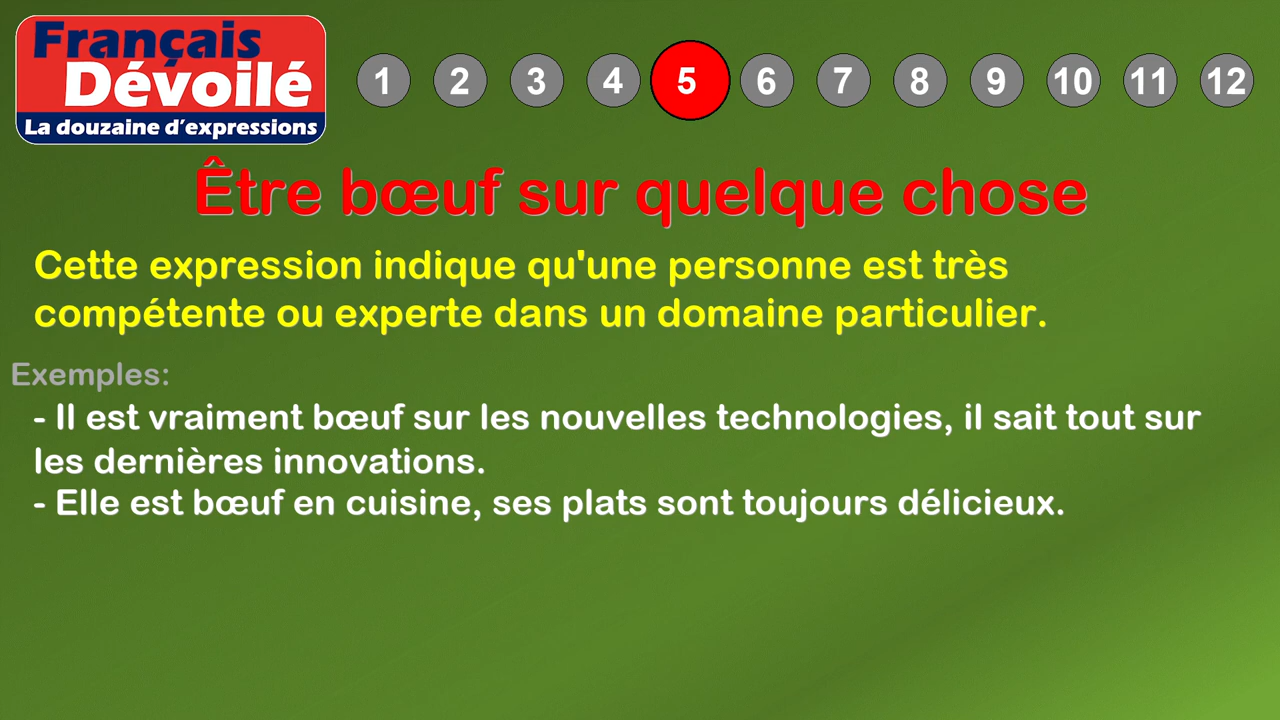 Français
Dévoilé
La douzaine d'expressions
1 2 3 4 5 6 7 8 9 10 11 12
Être bœuf sur quelque chose
Cette expression indique qu'une personne est très
compétente ou experte dans un domaine particulier.
Exemples:
- Il est vraiment bœuf sur les nouvelles technologies, il sait tout sur
les dernières innovations.
- Elle est bœuf en cuisine, ses plats sont toujours délicieux.